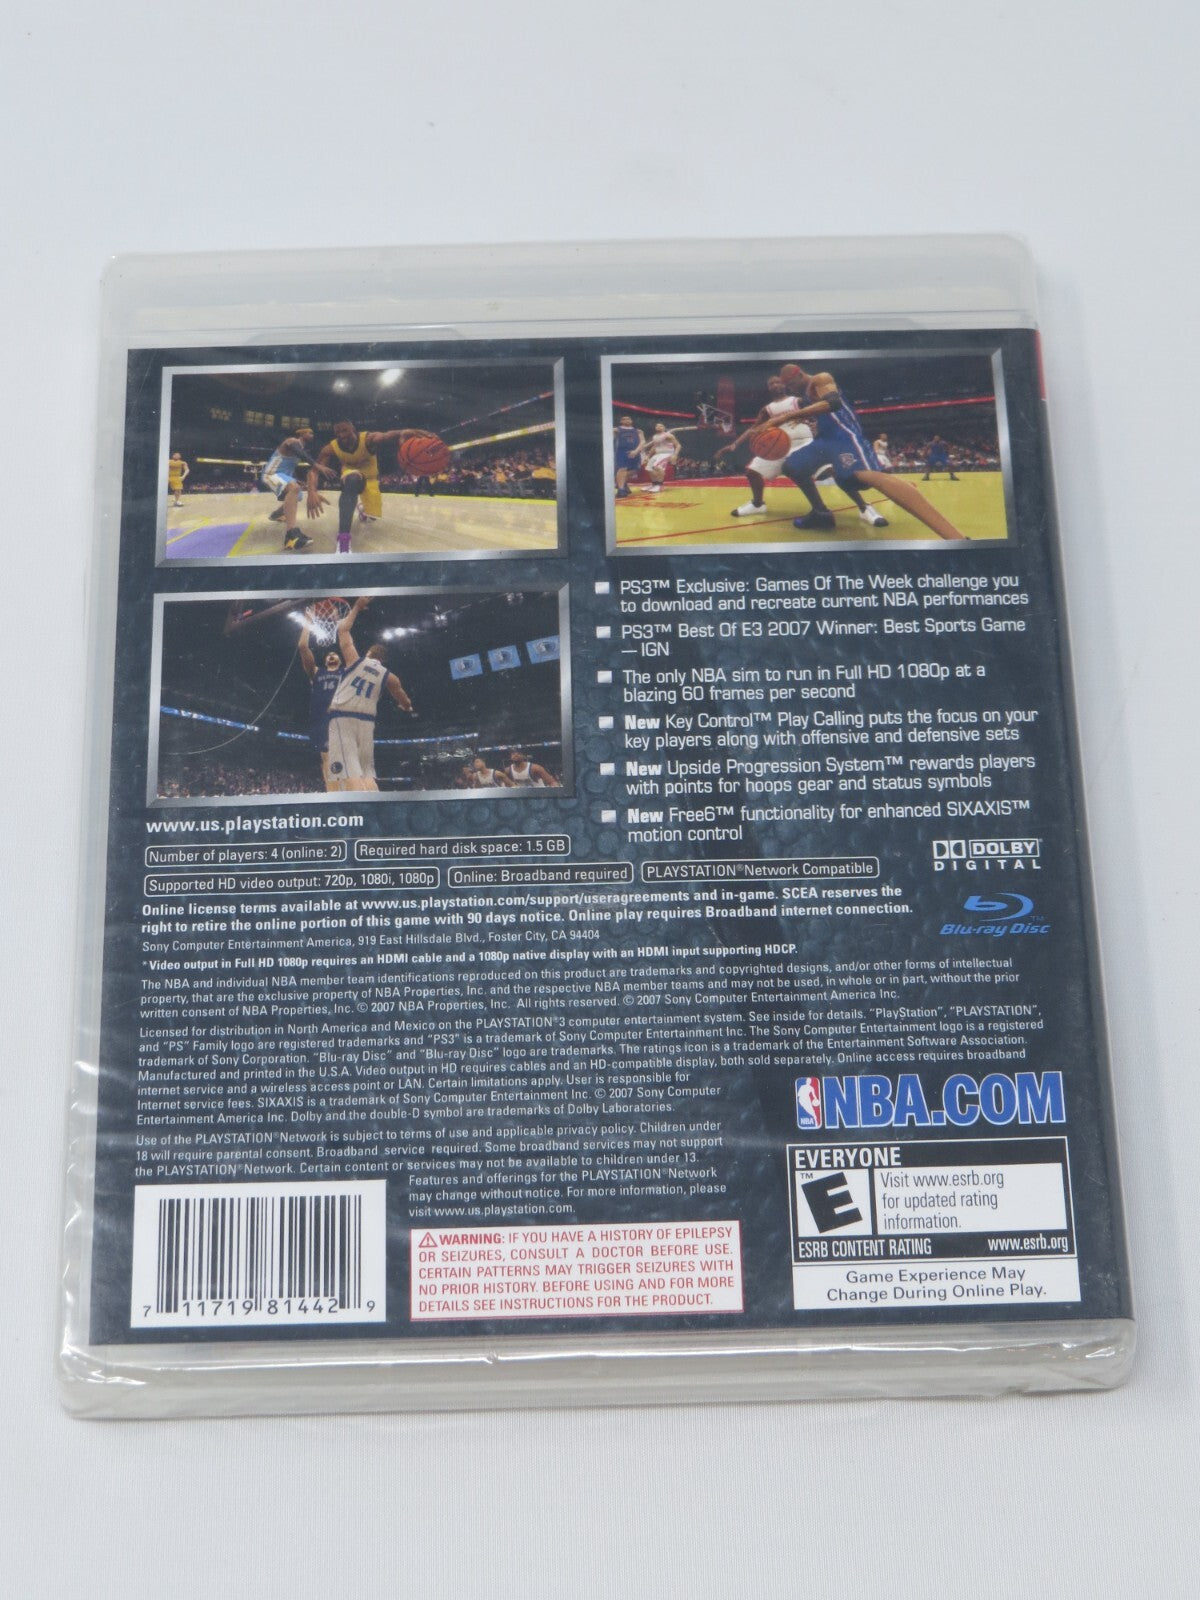 PS3™ Exclusive: Games Of The Week challenge you
to download and recreate current NBA performances
PS3™ Best Of E3 2007 Winner: Best Sports Game
— IGN
The only NBA sim to run in Full HD 1080p at a
blazing 60 frames per second
New Key Control™ Play Calling puts the focus on your
key players along with offensive and defensive sets
New Upside Progression System™ rewards players
with points for hoops gear and status symbols
New Free6™ functionality for enhanced SIXAXIS™
motion control
41
16
www.us.playstation.com
Number of players: 4 (online: 2) Required hard disk space: 1.5 GB
Supported HD video output: 720p, 1080i, 1080p Online: Broadband required PLAYSTATION®Network Compatible
DOLBY
DIGITAL
Blu-ray Disc
Online license terms available at www.us.playstation.com/support/useragreements and in-game. SCEA reserves the
right to retire the online portion of this game with 90 days notice. Online play requires Broadband internet connection.
Sony Computer Entertainment America, 919 East Hillsdale Blvd., Foster City, CA 94404
*Video output in Full HD 1080p requires an HDMI cable and a 1080p native display with an HDMI input supporting HDCP.
The NBA and individual NBA member team identifications reproduced on this product are trademarks and copyrighted designs, and/or other forms of intellectual
property, that are the exclusive property of NBA Properties, Inc. and the respective NBA member teams and may not be used, in whole or in part, without the prior
written consent of NBA Properties, Inc. © 2007 NBA Properties, Inc. All rights reserved. © 2007 Sony Computer Entertainment America Inc.
Licensed for distribution in North America and Mexico on the PLAYSTATION®3 computer entertainment system. See inside for details. "PlayStation", "PLAYSTATION",
and "PS" Family logo are registered trademarks and "PS3" is a trademark of Sony Computer Entertainment Inc. The Sony Computer Entertainment logo is a registered
trademark of Sony Corporation. "Blu-ray Disc" and "Blu-ray Disc" logo are trademarks. The ratings icon is a trademark of the Entertainment Software Association.
Manufactured and printed in the U.S.A. Video output in HD requires cables and an HD-compatible display, both sold separately. Online access requires broadband
internet service and a wireless access point or LAN. Certain limitations apply. User is responsible for
Internet service fees. SIXAXIS is a trademark of Sony Computer Entertainment Inc. © 2007 Sony Computer
Entertainment America Inc. Dolby and the double-D symbol are trademarks of Dolby Laboratories.
Use of the PLAYSTATION®Network is subject to terms of use and applicable privacy policy. Children under
18 will require parental consent. Broadband service required. Some broadband services may not support
the PLAYSTATION®Network. Certain content or services may not be available to children under 13.
Features and offerings for the PLAYSTATION®Network
may change without notice. For more information, please
visit www.us.playstation.com.
NBA
NBA.COM
EVERYONE
E™
Visit www.esrb.org
for updated rating
information.
ESRB CONTENT RATING www.esrb.org
Game Experience May
Change During Online Play.
WARNING: IF YOU HAVE A HISTORY OF EPILEPSY
OR SEIZURES, CONSULT A DOCTOR BEFORE USE.
CERTAIN PATTERNS MAY TRIGGER SEIZURES WITH
NO PRIOR HISTORY. BEFORE USING AND FOR MORE
DETAILS SEE INSTRUCTIONS FOR THE PRODUCT.
7 11719 81442 9